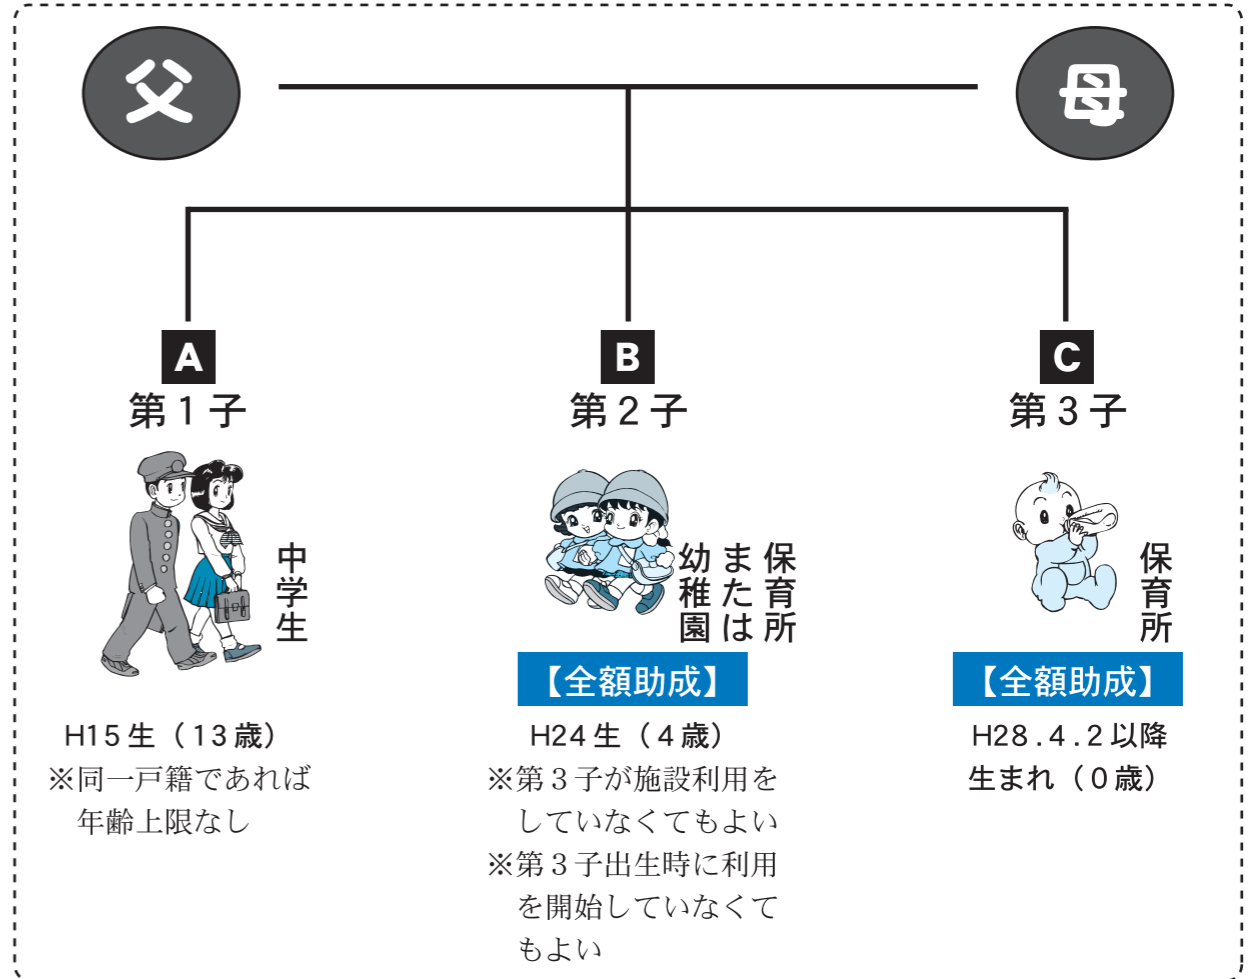 父
母
A
第1子
中学生
H15生（13歳）
※同一戸籍であれば
年齢上限なし
B
第2子
保育所
または
幼稚園
【全額助成】
H24生（4歳）
※第3子が施設利用を
していなくてもよい
※第3子出生時に利用
を開始していなくて
もよい
C
第3子
保育所
【全額助成】
H28.4.2以降
生まれ（0歳）